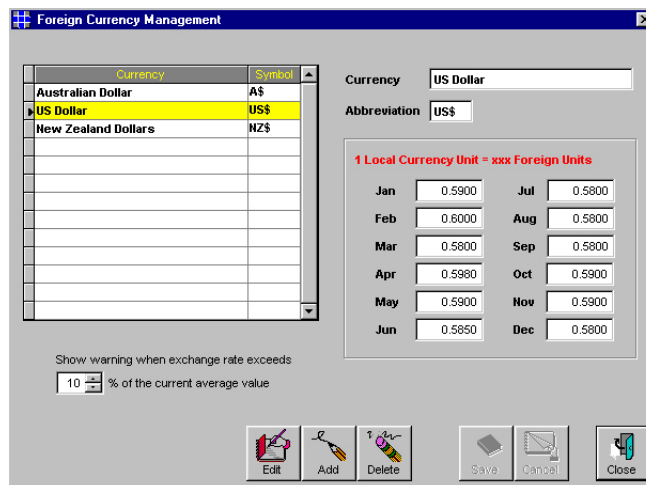 Foreign Currency Management
Currency Symbol
Australian Dollar A$
US Dollar US$
New Zealand Dollars NZ$
Currency US Dollar
Abbreviation US$
1 Local Currency Unit = xxx Foreign Units
Jan 0.5900 Jul 0.5800
Feb 0.6000 Aug 0.5800
Mar 0.5800 Sep 0.5800
Apr 0.5980 Oct 0.5900
May 0.5900 Nov 0.5900
Jun 0.5850 Dec 0.5800
Show warning when exchange rate exceeds
10 % of the current average value
Edit Add Delete Save Cancel Close